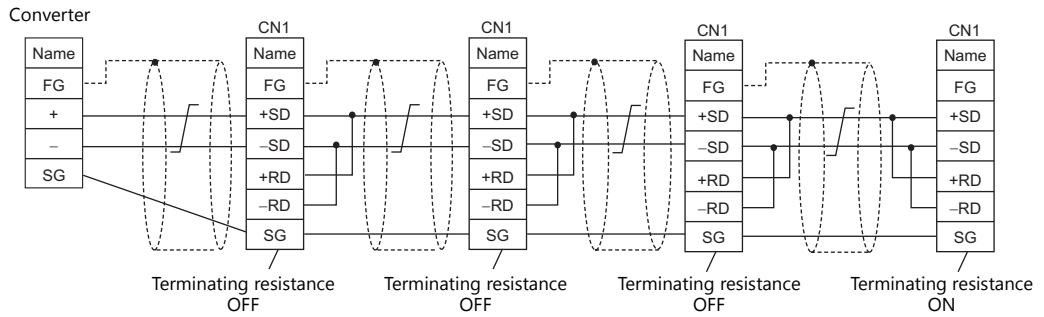 Converter
Name
FG
+
–
SG
CN1
Name
FG
+SD
–SD
+RD
–RD
SG
Terminating resistance
OFF
CN1
Name
FG
+SD
–SD
+RD
–RD
SG
Terminating resistance
OFF
CN1
Name
FG
+SD
–SD
+RD
–RD
SG
Terminating resistance
OFF
CN1
Name
FG
+SD
–SD
+RD
–RD
SG
Terminating resistance
ON